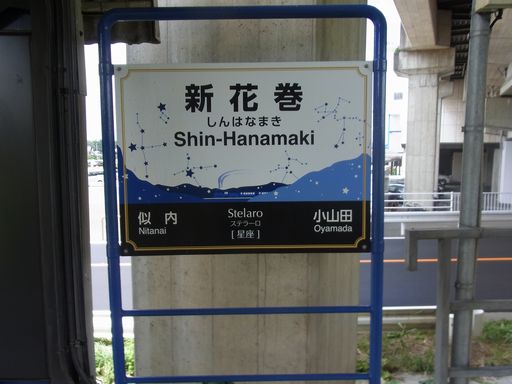 新花巻
しんはなまき
Shin-Hanamaki
似内
Nitanai
Stelaro
ステラーロ
[星座]
小山田
Oyamada